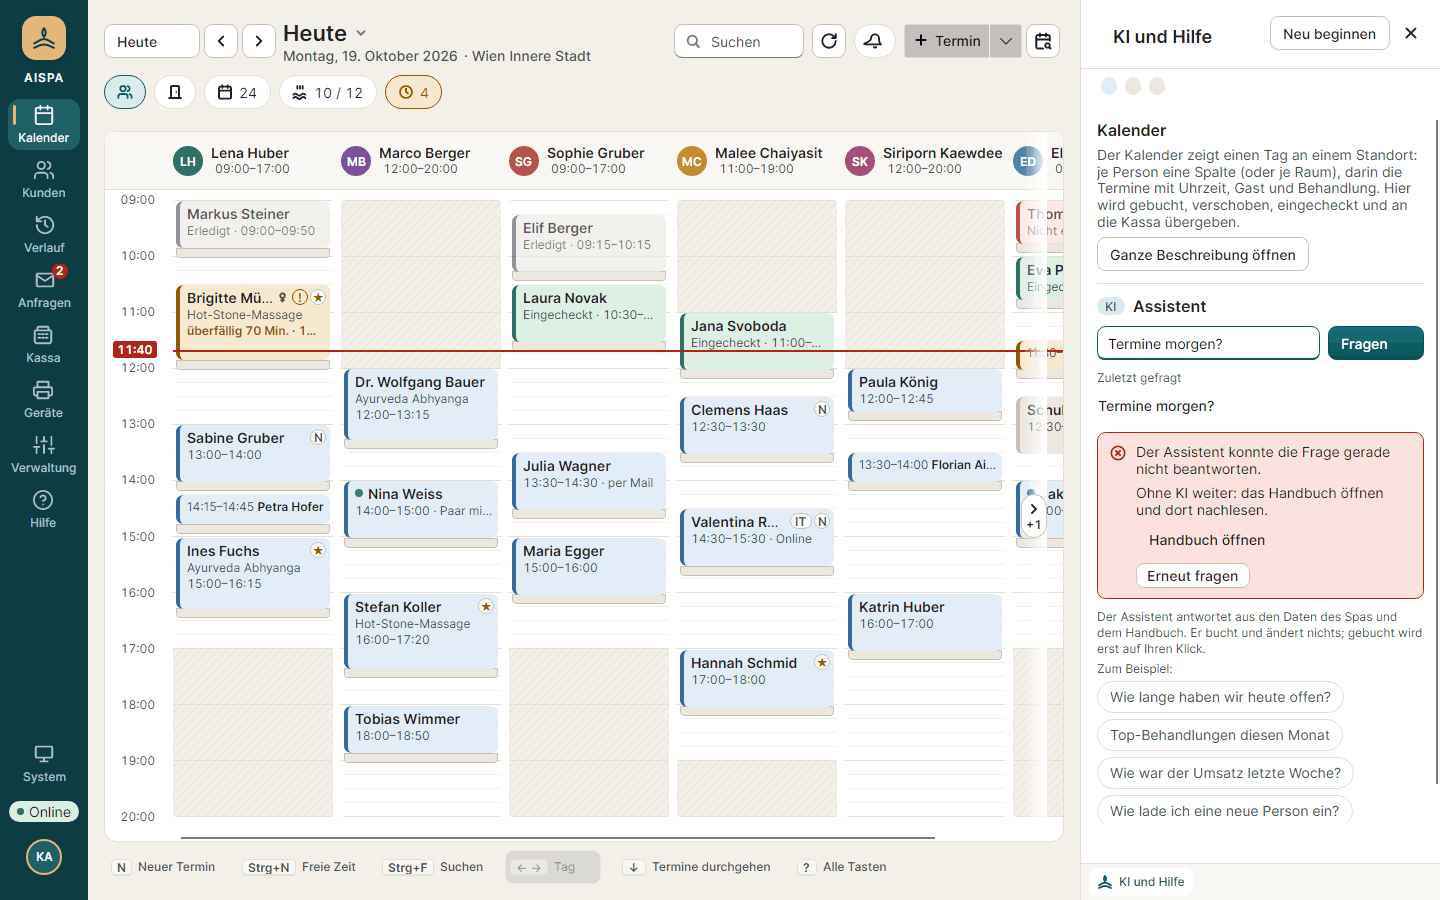 AISPA
Kalender
Kunden
Verlauf
Anfragen
2
Kassa
Geräte
Verwaltung
Hilfe
System
Online
KA
Heute
Heute
Montag, 19. Oktober 2026 · Wien Innere Stadt
Suchen
Termin
24
10 / 12
4
LH
Lena Huber
09:00–17:00
MB
Marco Berger
12:00–20:00
SG
Sophie Gruber
09:00–17:00
MC
Malee Chaiyasit
11:00–19:00
SK
Siriporn Kaewdee
12:00–20:00
ED
09:00
10:00
11:00
11:40
12:00
13:00
14:00
15:00
16:00
17:00
18:00
19:00
20:00
Markus Steiner
Erledigt · 09:00–09:50
Brigitte Mü...
Hot-Stone-Massage
überfällig 70 Min. · 1...
Sabine Gruber
N
13:00–14:00
14:15–14:45 Petra Hofer
Ines Fuchs
Ayurveda Abhyanga
15:00–16:15
Dr. Wolfgang Bauer
Ayurveda Abhyanga
12:00–13:15
Nina Weiss
14:00–15:00 · Paar mi...
Stefan Koller
Hot-Stone-Massage
16:00–17:20
Tobias Wimmer
18:00–18:50
Elif Berger
Erledigt · 09:15–10:15
Laura Novak
Eingecheckt · 10:30–...
Julia Wagner
13:30–14:30 · per Mail
Maria Egger
15:00–16:00
Jana Svoboda
Eingecheckt · 11:00–...
Clemens Haas
N
12:30–13:30
Valentina R...
IT
N
14:30–15:30 · Online
Hannah Schmid
17:00–18:00
Paula König
12:00–12:45
13:30–14:00 Florian Ai...
Katrin Huber
16:00–17:00
Thom
Nicht e
Eva P
Eingec
+1
N
Neuer Termin
Strg+N
Freie Zeit
Strg+F
Suchen
← →
Tag
↓
Termine durchgehen
?
Alle Tasten
KI und Hilfe
Neu beginnen
Kalender
Der Kalender zeigt einen Tag an einem Standort:
je Person eine Spalte (oder je Raum), darin die
Termine mit Uhrzeit, Gast und Behandlung. Hier
wird gebucht, verschoben, eingecheckt und an
die Kassa übergeben.
Ganze Beschreibung öffnen
KI
Assistent
Termine morgen?
Fragen
Zuletzt gefragt
Termine morgen?
Der Assistent konnte die Frage gerade
nicht beantworten.
Ohne KI weiter: das Handbuch öffnen
und dort nachlesen.
Handbuch öffnen
Erneut fragen
Der Assistent antwortet aus den Daten des Spas und
dem Handbuch. Er bucht und ändert nichts; gebucht wird
erst auf Ihren Klick.
Zum Beispiel:
Wie lange haben wir heute offen?
Top-Behandlungen diesen Monat
Wie war der Umsatz letzte Woche?
Wie lade ich eine neue Person ein?
KI und Hilfe